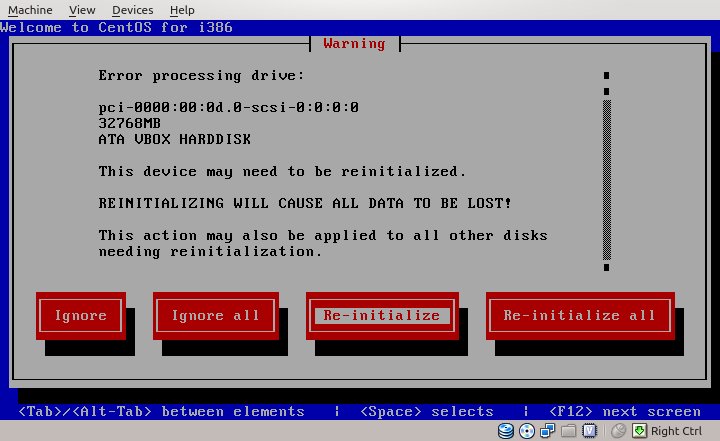 Machine View Devices Help
Welcome to CentOS for i386
Warning
Error processing drive:
pci-0000:00:0d.0-scsi-0:0:0:0
32768MB
ATA VBOX HARDDISK
This device may need to be reinitialized.
REINITIALIZING WILL CAUSE ALL DATA TO BE LOST!
This action may also be applied to all other disks
needing reinitialization.
Ignore Ignore all Re-initialize Re-initialize all
<Tab>/<Alt-Tab> between elements | <Space> selects | <F12> next screen
Right Ctrl